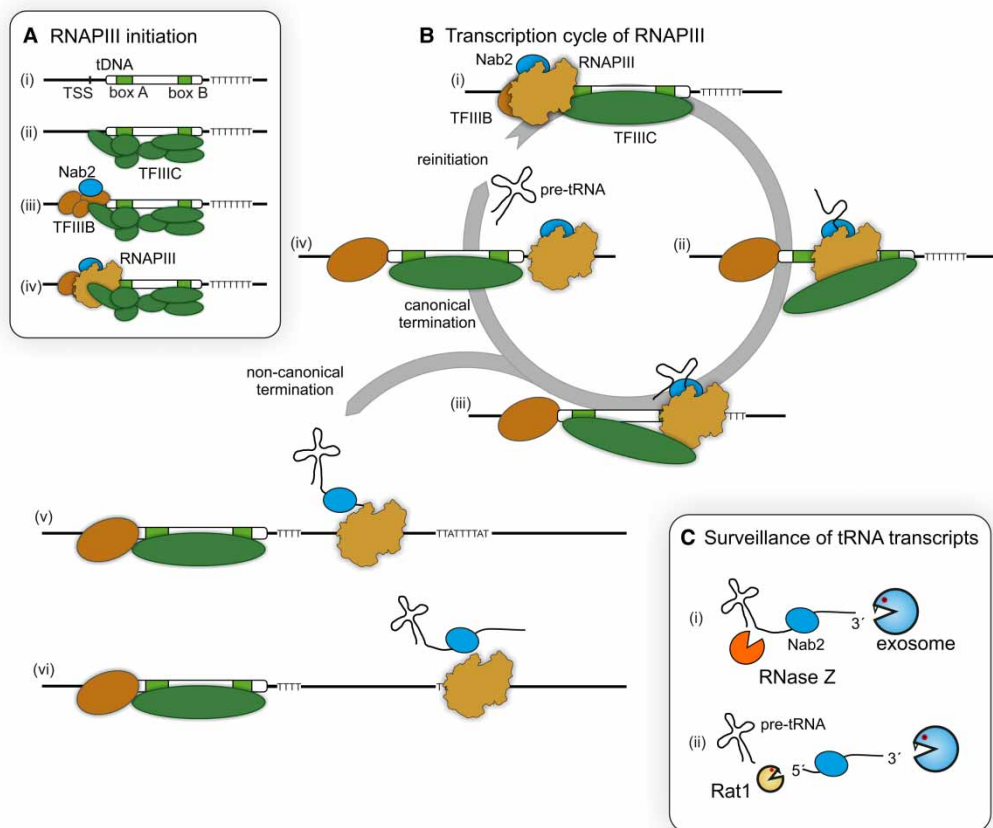 A RNAPIII initiation
(i)
tDNA
TSS
box A
box B
TTTTTTT
(ii)
TTTTTTT
TFIIIC
Nab2
(iii)
TTTTTTT
TFIIIB
RNAPIII
(iv)
TTTTTTT
B Transcription cycle of RNAPIII
Nab2
RNAPIII
(i)
TTTTTTT
TFIIIB
TFIIIC
reinitiation
pre-tRNA
(iv)
(ii)
TTTTTTT
canonical
termination
non-canonical
termination
(iii)
TTT
(v)
TTTT
TTATTTTAT
(vi)
TTTT
C Surveillance of tRNA transcripts
(i)
Nab2
3´
exosome
RNase Z
(ii)
pre-tRNA
5´
3´
Rat1